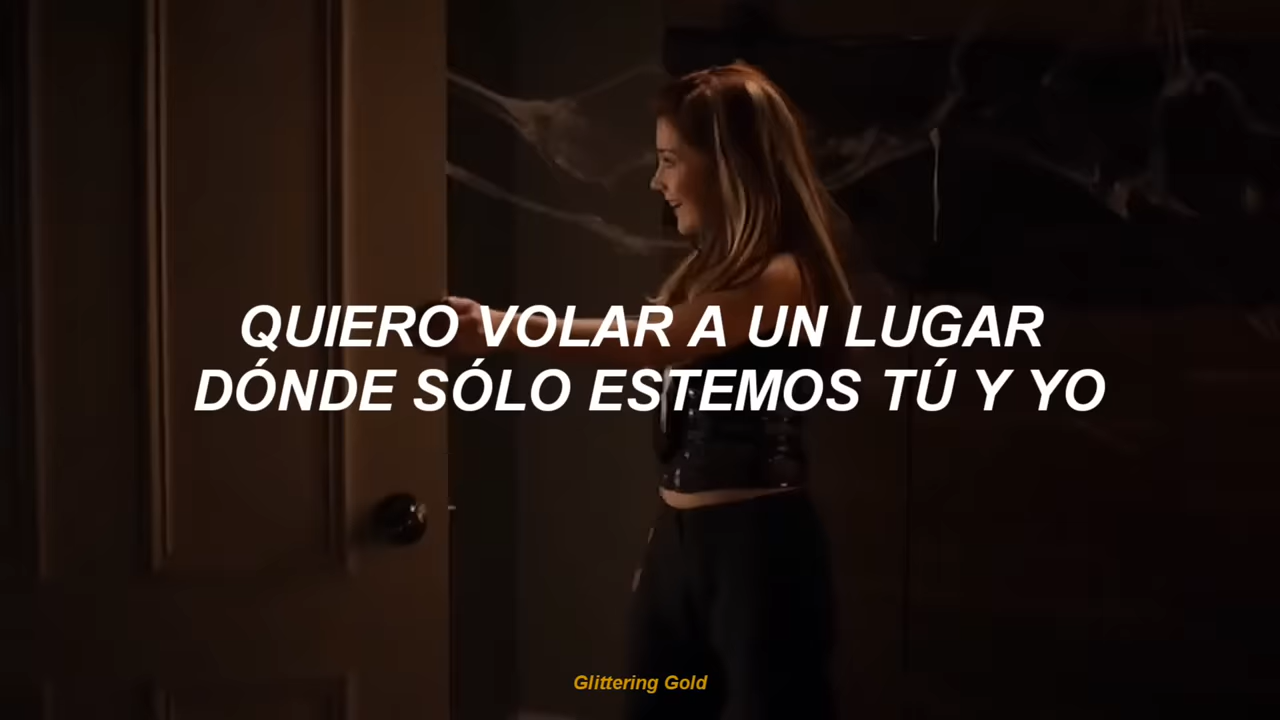 QUIERO VOLAR A UN LUGAR
DÓNDE SÓLO ESTEMOS TÚ Y YO
Glittering Gold